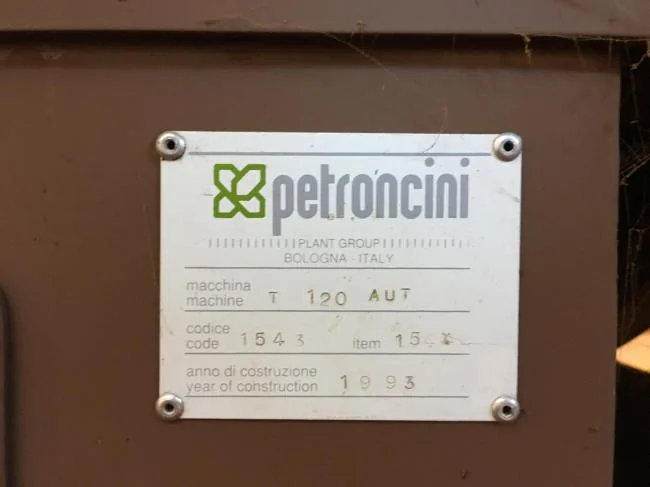 petroncini
PLANT GROUP
BOLOGNA - ITALY
macchina
machine T 120 AUT
codice
code 1543 item
anno di costruzione
year of construction 1993